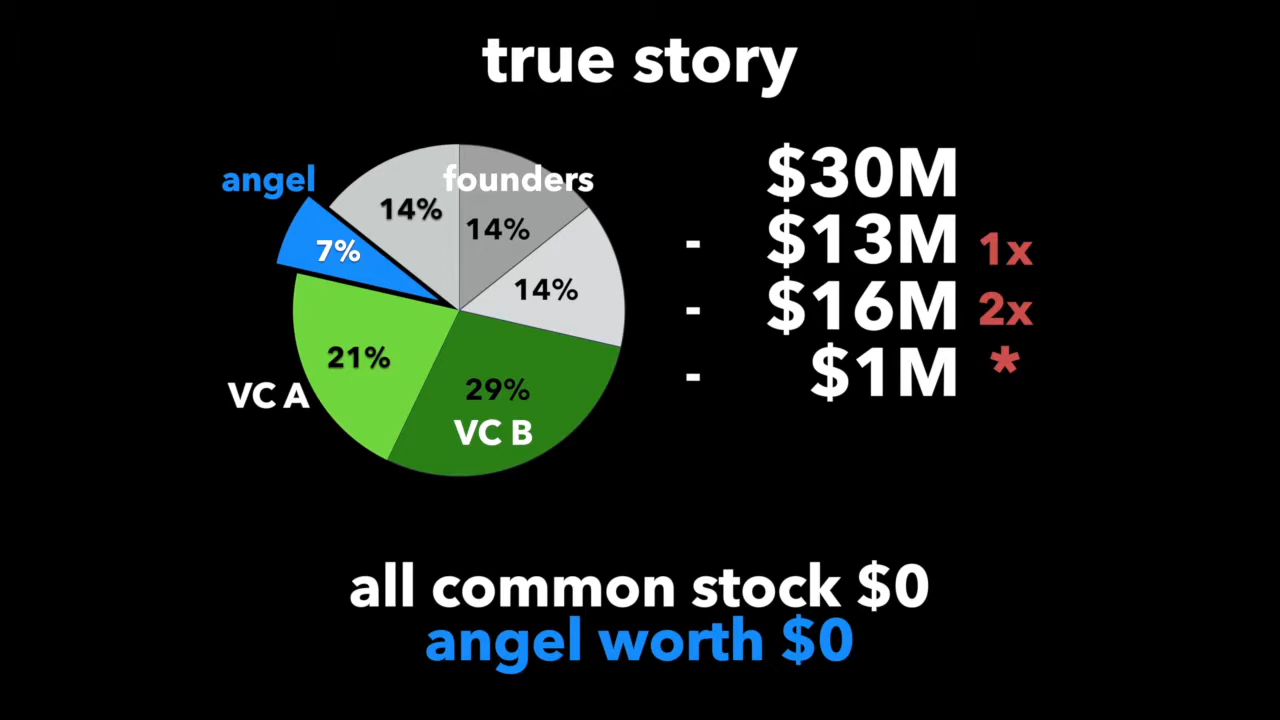 true story
angel
founders
14%
14%
7%
14%
21%
29%
VC A
VC B
$30M
- $13M 1x
- $16M 2x
- $1M *
all common stock $0
angel worth $0